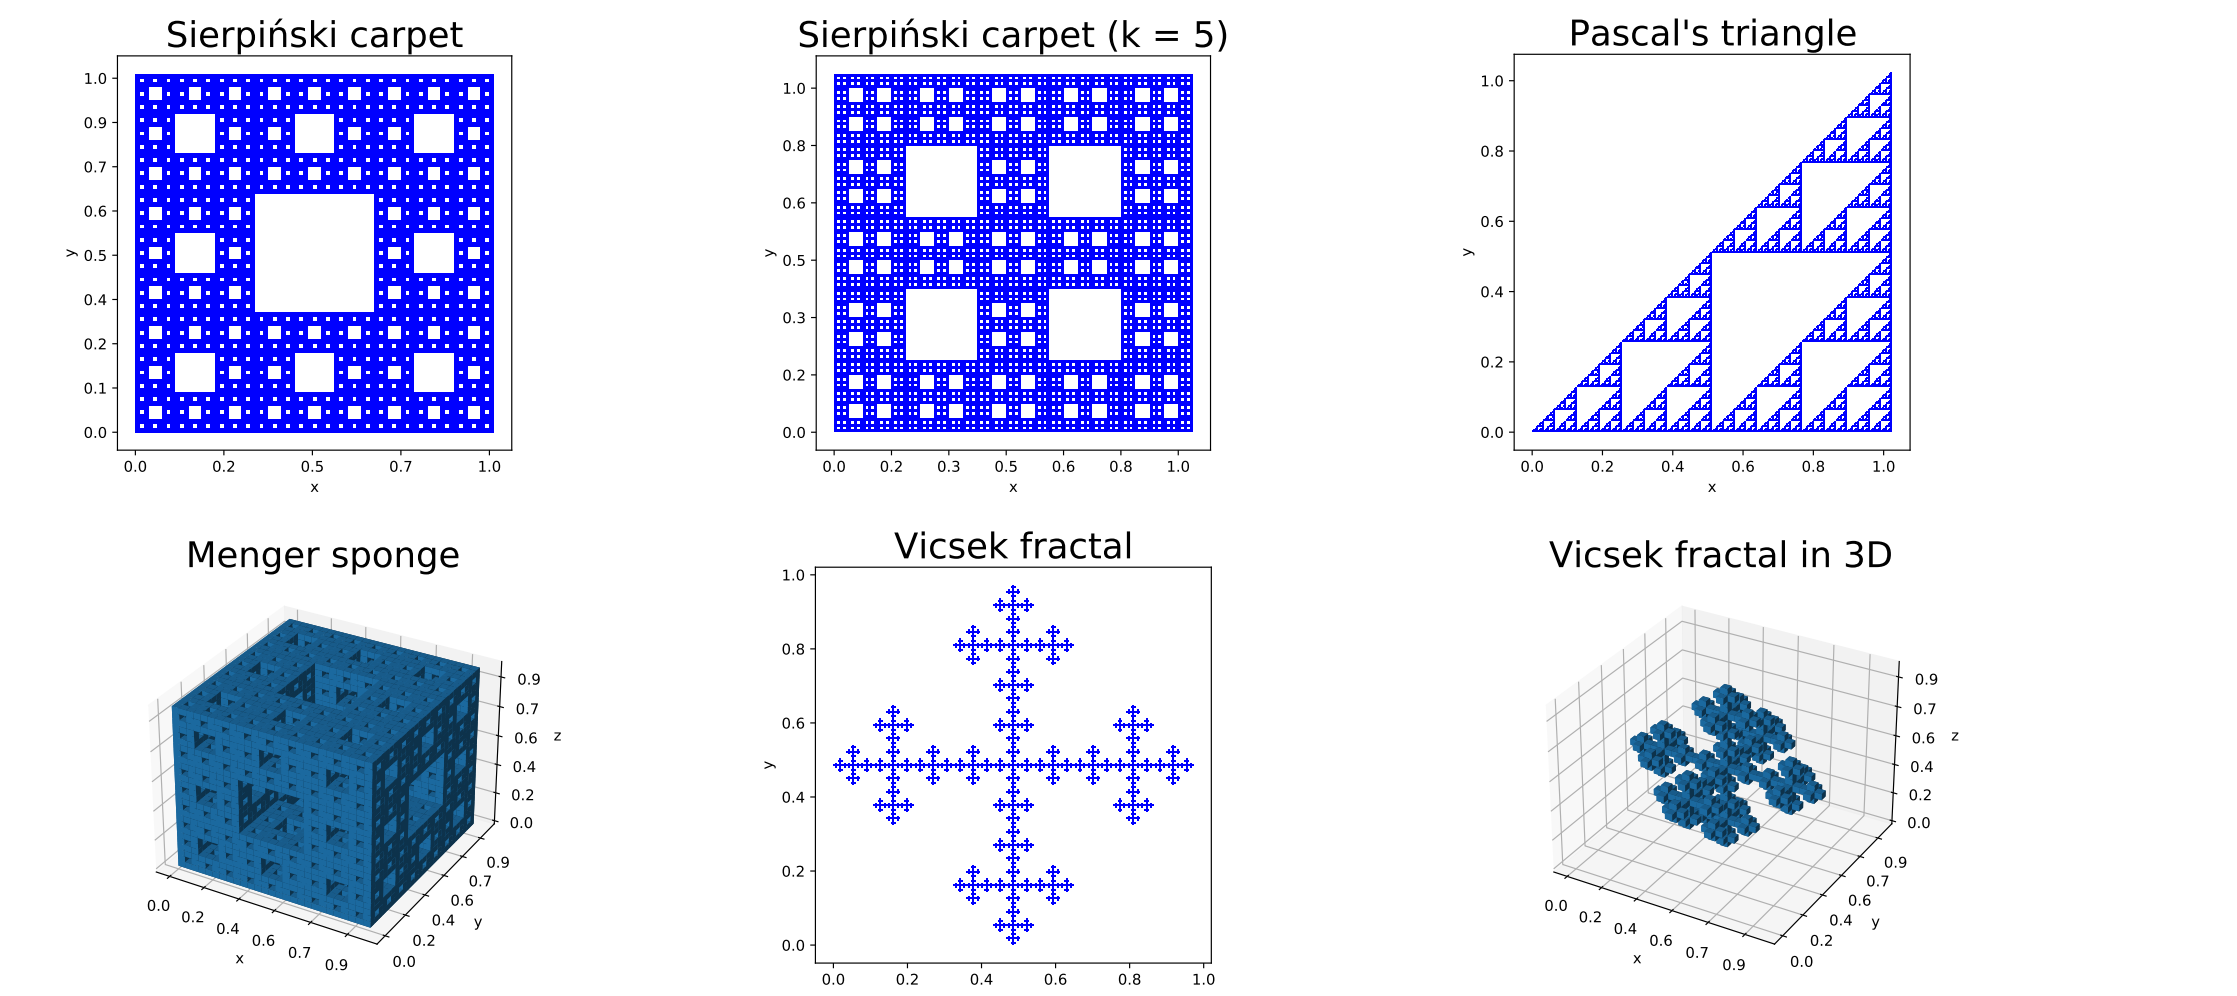 Sierpiński carpet
1.0
0.9
0.7
0.6
0.5
0.4
0.2
0.1
0.0
y
0.0 0.2 0.5 0.7 1.0
x
Sierpiński carpet (k = 5)
1.0
0.8
0.6
0.5
0.3
0.2
0.0
y
0.0 0.2 0.3 0.5 0.6 0.8 1.0
x
Pascal's triangle
1.0
0.8
0.6
0.4
0.2
0.0
y
0.0 0.2 0.4 0.6 0.8 1.0
x
Menger sponge
0.9
0.7
0.6
0.4
0.2
0.0
z
0.9
0.7
0.6
0.4
0.2
0.0
y
0.0 0.2 0.4 0.6 0.7 0.9
x
Vicsek fractal
1.0
0.8
0.6
0.4
0.2
0.0
y
0.0 0.2 0.4 0.6 0.8 1.0
Vicsek fractal in 3D
0.9
0.7
0.6
0.4
0.2
0.0
z
0.9
0.7
0.6
0.4
0.2
0.0
y
0.0 0.2 0.4 0.6 0.7 0.9
x